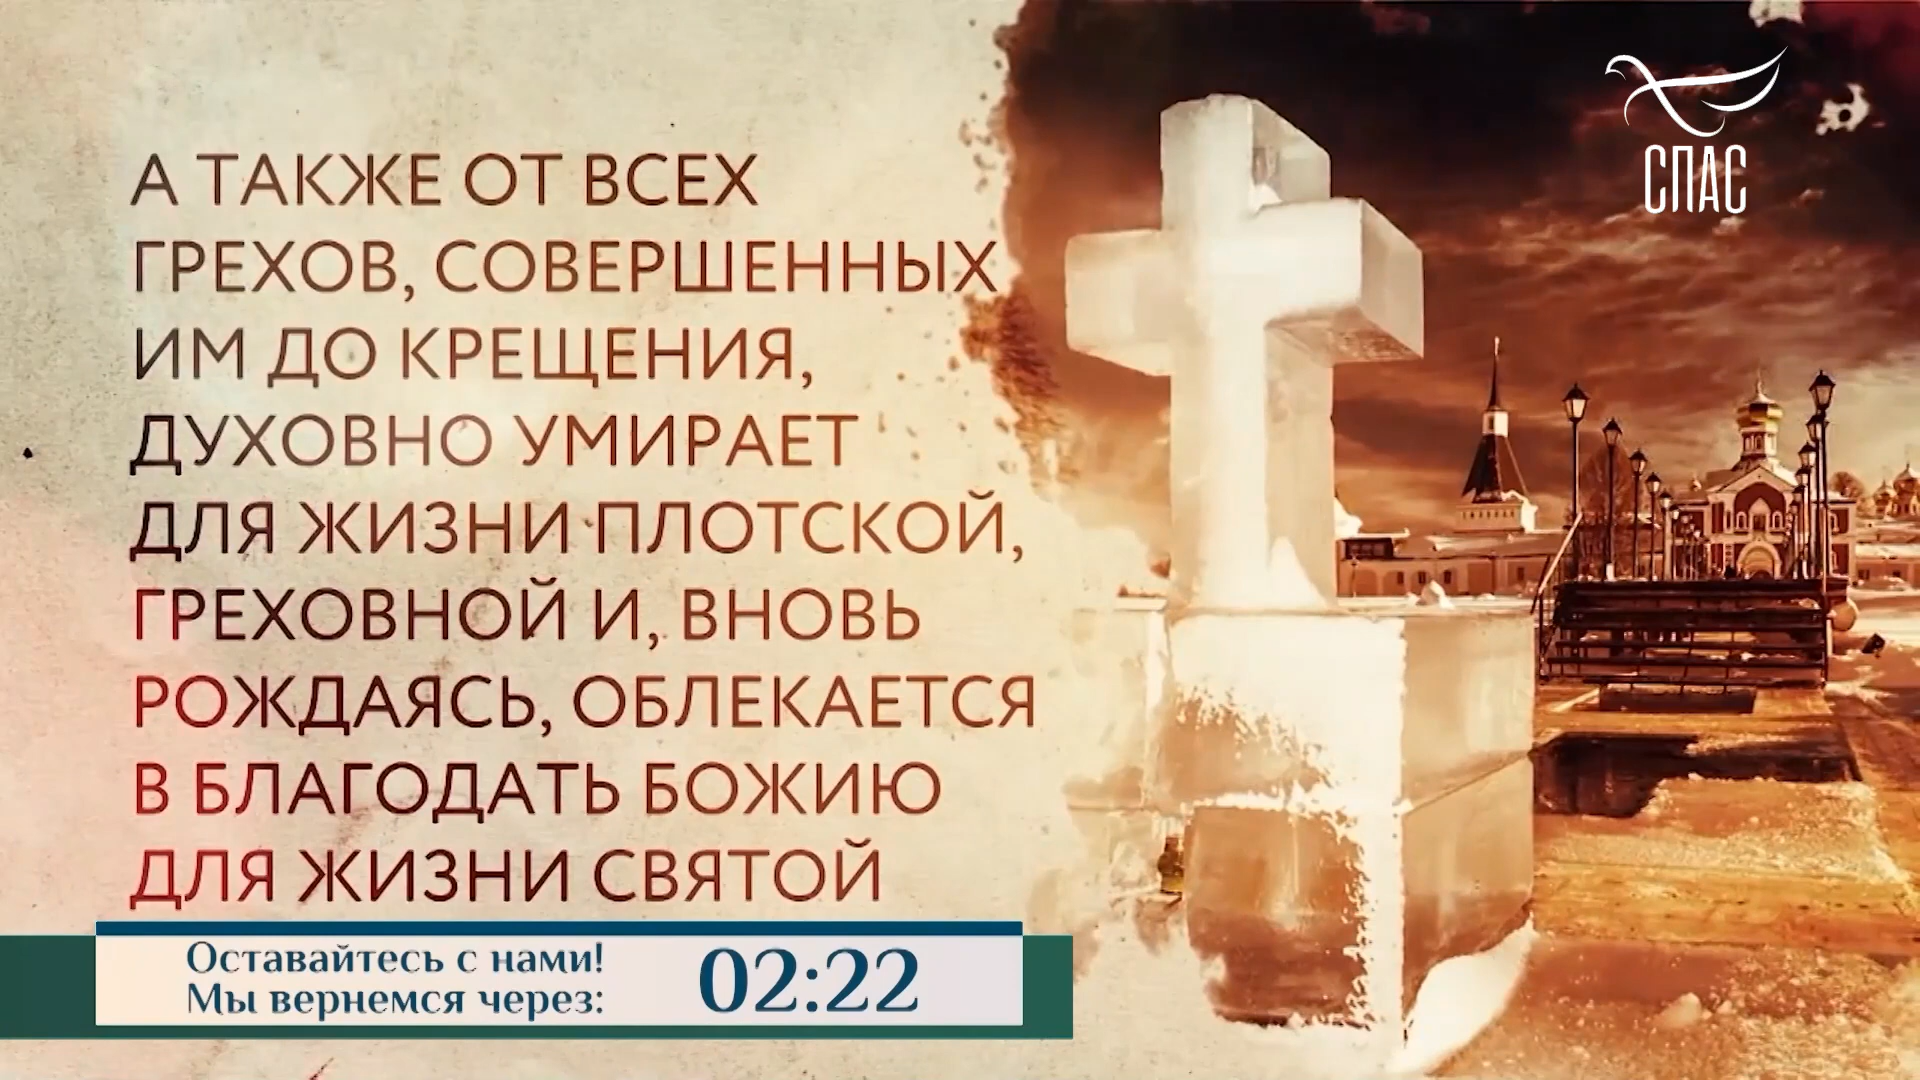 СПАС
А ТАКЖЕ ОТ ВСЕХ
ГРЕХОВ, СОВЕРШЕННЫХ
ИМ ДО КРЕЩЕНИЯ,
ДУХОВНО УМИРАЕТ
ДЛЯ ЖИЗНИ ПЛОТСКОЙ,
ГРЕХОВНОЙ И, ВНОВЬ
РОЖДАЯСЬ, ОБЛЕКАЕТСЯ
В БЛАГОДАТЬ БОЖИЮ
ДЛЯ ЖИЗНИ СВЯТОЙ
Оставайтесь с нами!
Мы вернемся через:
02:22